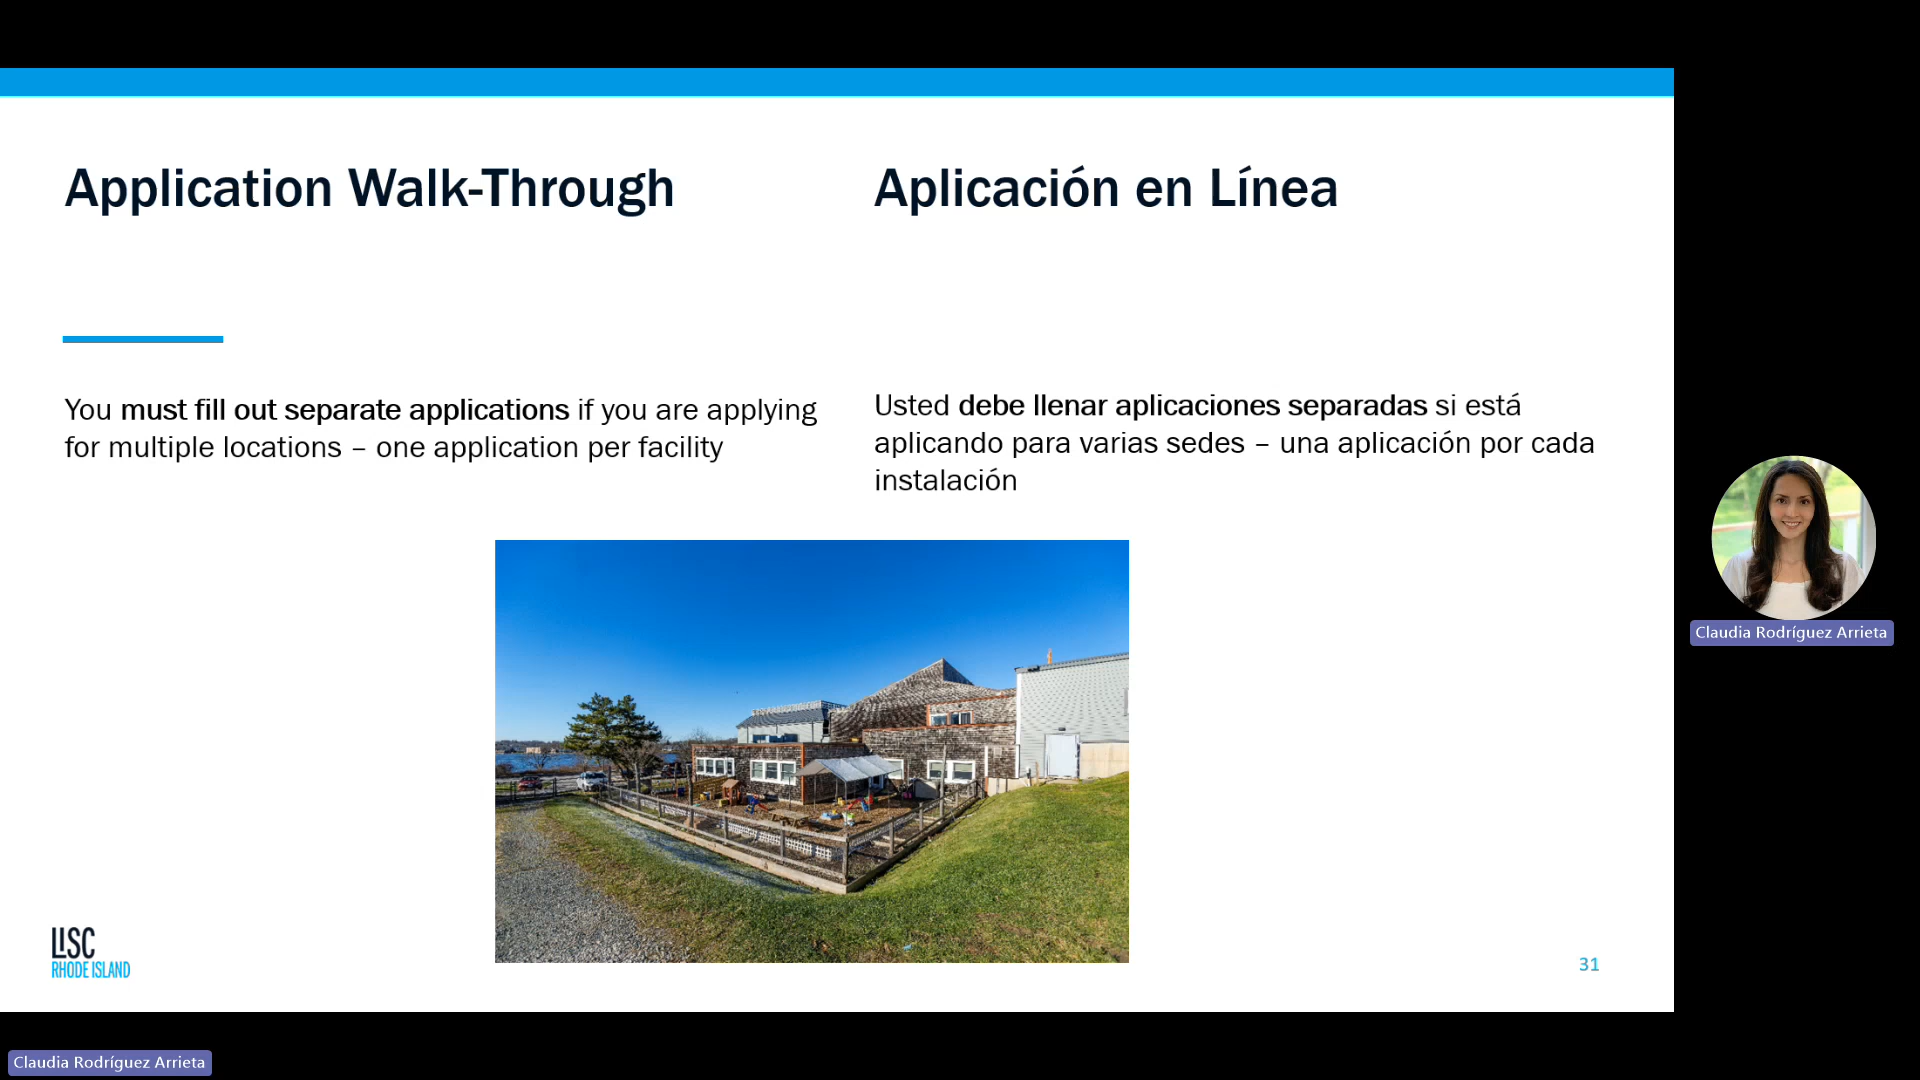 Application Walk-Through
You must fill out separate applications if you are applying
for multiple locations – one application per facility
Aplicación en Línea
Usted debe llenar aplicaciones separadas si está
aplicando para varias sedes – una aplicación por cada
instalación
LISC
RHODE ISLAND
31
Claudia Rodríguez Arrieta
Claudia Rodríguez Arrieta